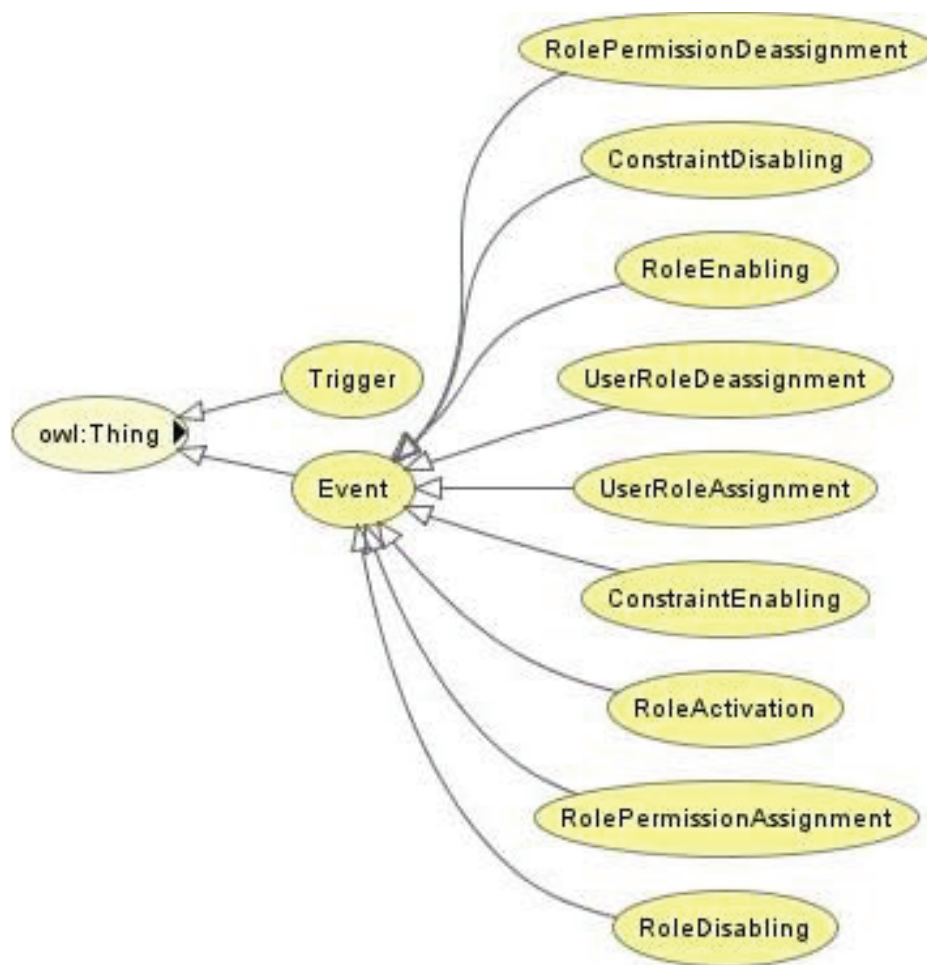 RolePermissionDeassignment
ConstraintDisabling
RoleEnabling
Trigger
UserRoleDeassignment
owl:Thing
Event
UserRoleAssignment
ConstraintEnabling
RoleActivation
RolePermissionAssignment
RoleDisabling